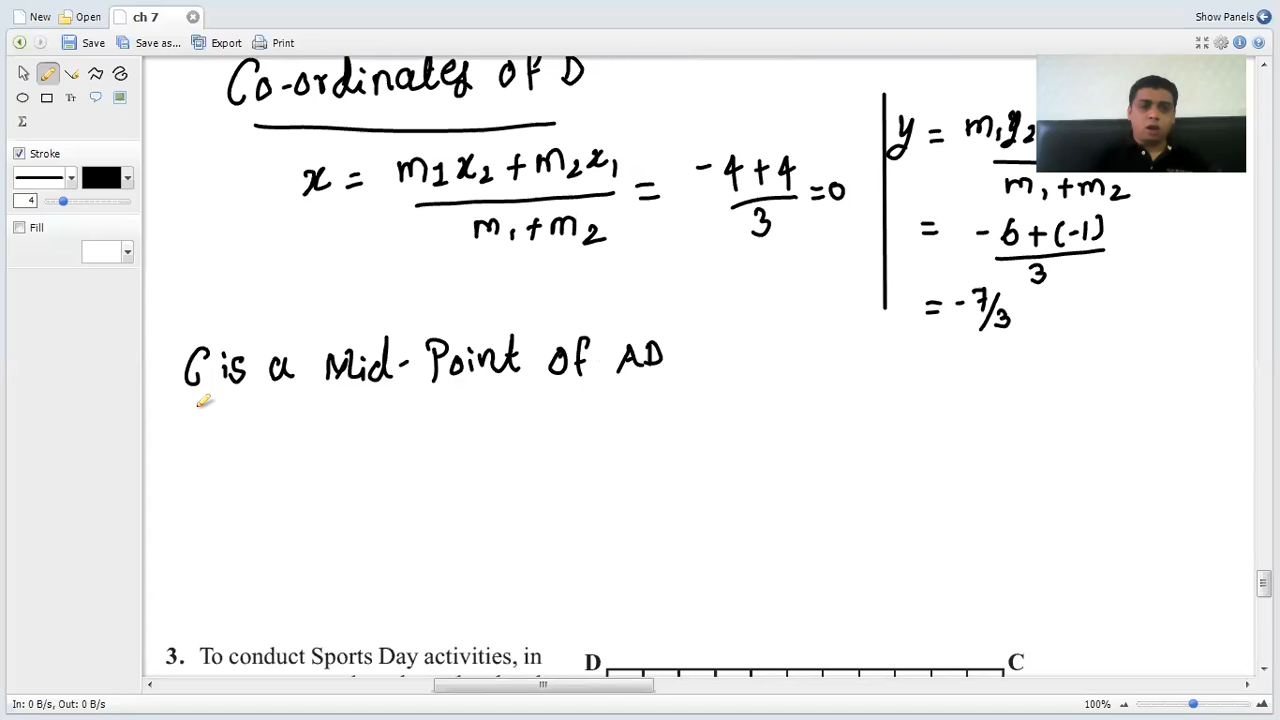 New Open ch 7 Show Panels
Save Save as... Export Print
Stroke
4
Fill
Co-ordinates of D
x = m1x2 + m2x1 / m1 + m2 = -4+4 / 3 = 0
y = m1y2 / m1 + m2
= -6+(-1) / 3
= -7/3
C is a Mid-Point of AD
3. To conduct Sports Day activities, in
D C
In: 0 B/s, Out: 0 B/s 100%